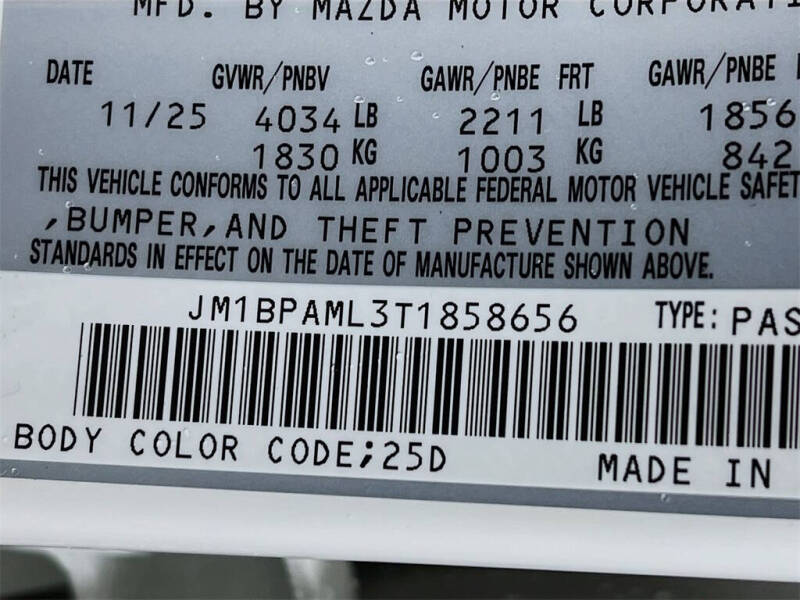 MFD. BY MAZDA MOTOR CORPORATI
DATE GVWR/PNBV GAWR/PNBE FRT GAWR/PNBE
11/25 4034 LB 2211 LB 1856
1830 KG 1003 KG 842
THIS VEHICLE CONFORMS TO ALL APPLICABLE FEDERAL MOTOR VEHICLE SAFET
,BUMPER,AND THEFT PREVENTION
STANDARDS IN EFFECT ON THE DATE OF MANUFACTURE SHOWN ABOVE.
JM1BPAML3T1858656 TYPE: PAS
BODY COLOR CODE;25D
MADE IN